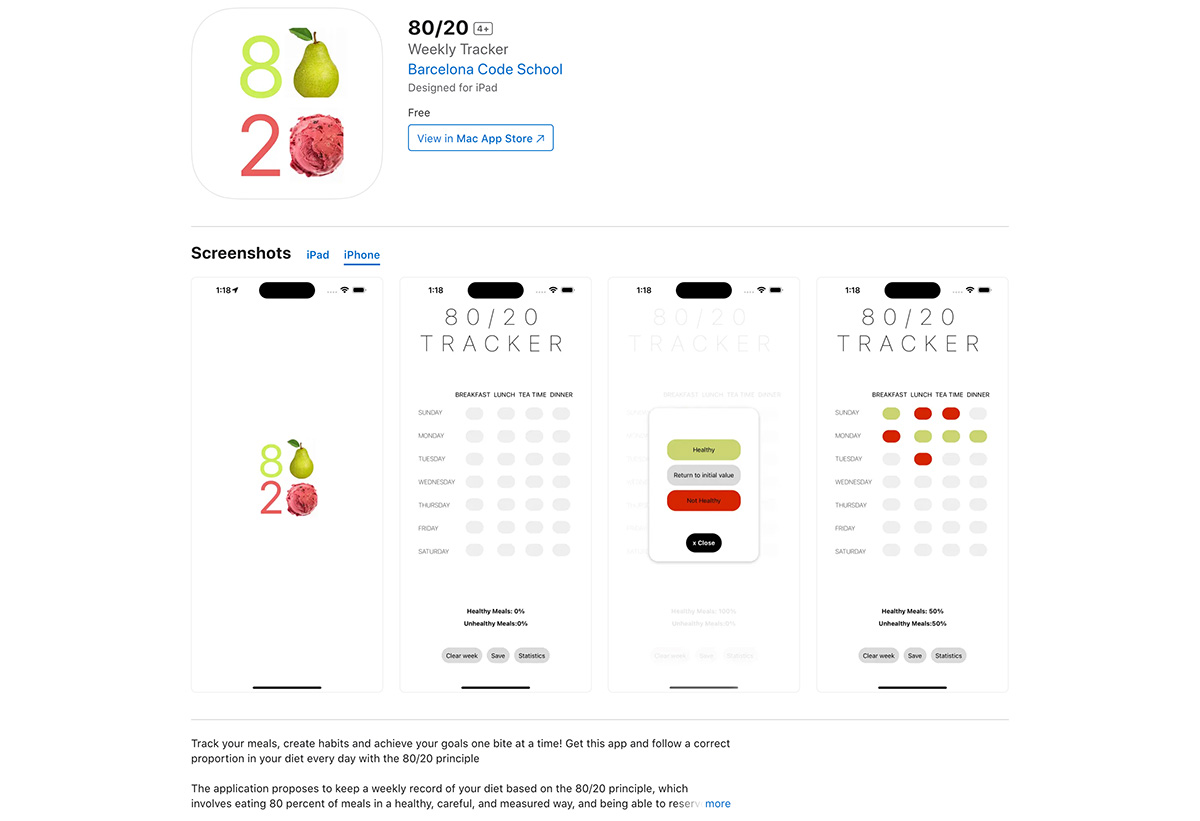 8
20
80/20 4+
Weekly Tracker
Barcelona Code School
Designed for iPad
Free
View in Mac App Store ↗
Screenshots iPad iPhone
1:18
8
2
1:18
80/20
TRACKER
BREAKFAST LUNCH TEA TIME DINNER
SUNDAY
MONDAY
TUESDAY
WEDNESDAY
THURSDAY
FRIDAY
SATURDAY
Healthy Meals: 0%
Unhealthy Meals:0%
Clear week Save Statistics
1:18
80/20
TRACKER
BREAKFAST LUNCH TEA TIME DINNER
Healthy
Return to initial value
Not Healthy
x Close
Healthy Meals: 100%
Unhealthy Meals:0%
Clear week Save Statistics
1:18
80/20
TRACKER
BREAKFAST LUNCH TEA TIME DINNER
SUNDAY
MONDAY
TUESDAY
WEDNESDAY
THURSDAY
FRIDAY
SATURDAY
Healthy Meals: 50%
Unhealthy Meals:50%
Clear week Save Statistics
Track your meals, create habits and achieve your goals one bite at a time! Get this app and follow a correct
proportion in your diet every day with the 80/20 principle
The application proposes to keep a weekly record of your diet based on the 80/20 principle, which
involves eating 80 percent of meals in a healthy, careful, and measured way, and being able to reserv more